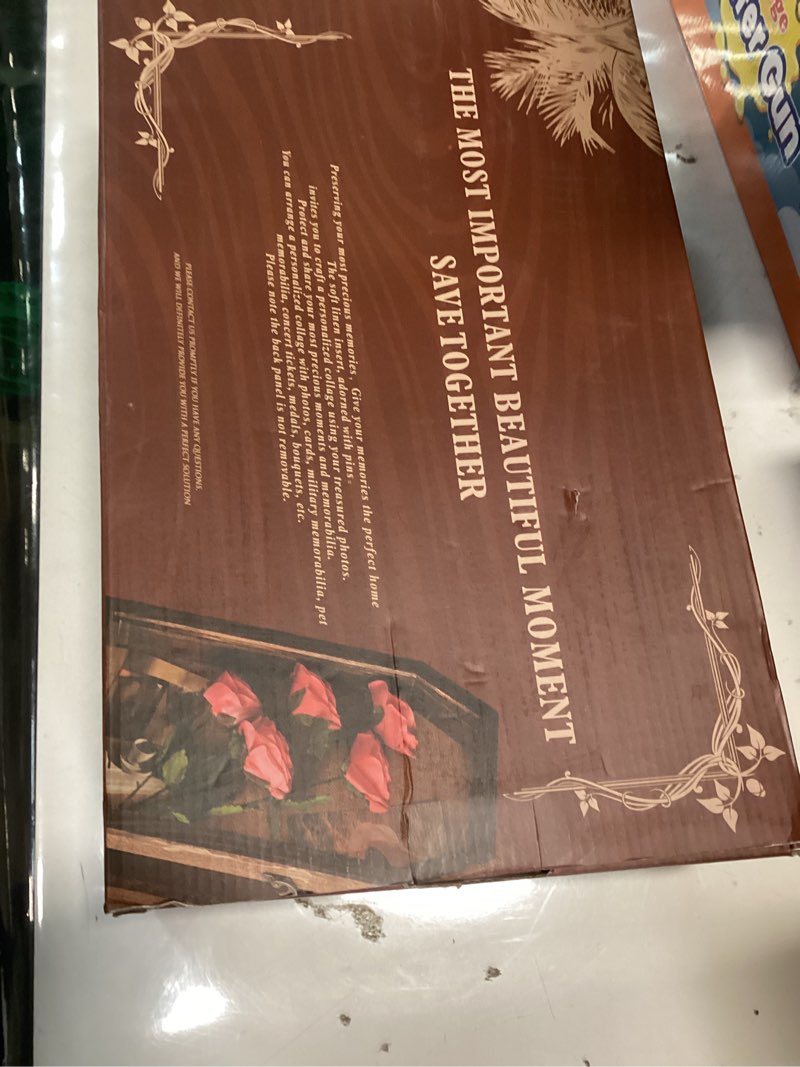 THE MOST IMPORTANT BEAUTIFUL MOMENT
SAVE TOGETHER
Preserving your most precious memories, Give your memories the perfect home
The soft linen insert, adorned with pins,
invites you to craft a personalized collage using your treasured photos.
Protect and share your most precious moments and memorabilia.
You can arrange a personalized collage with photos, cards, military memorabilia, pet
memorabilia, concert tickets, medals, bouquets, etc.
Please note the back panel is not removable.
PLEASE CONTACT US PROMPTLY IF YOU HAVE ANY QUESTIONS,
AND WE WILL DEFINITELY PROVIDE YOU WITH A PERFECT SOLUTION
ge
er Gun